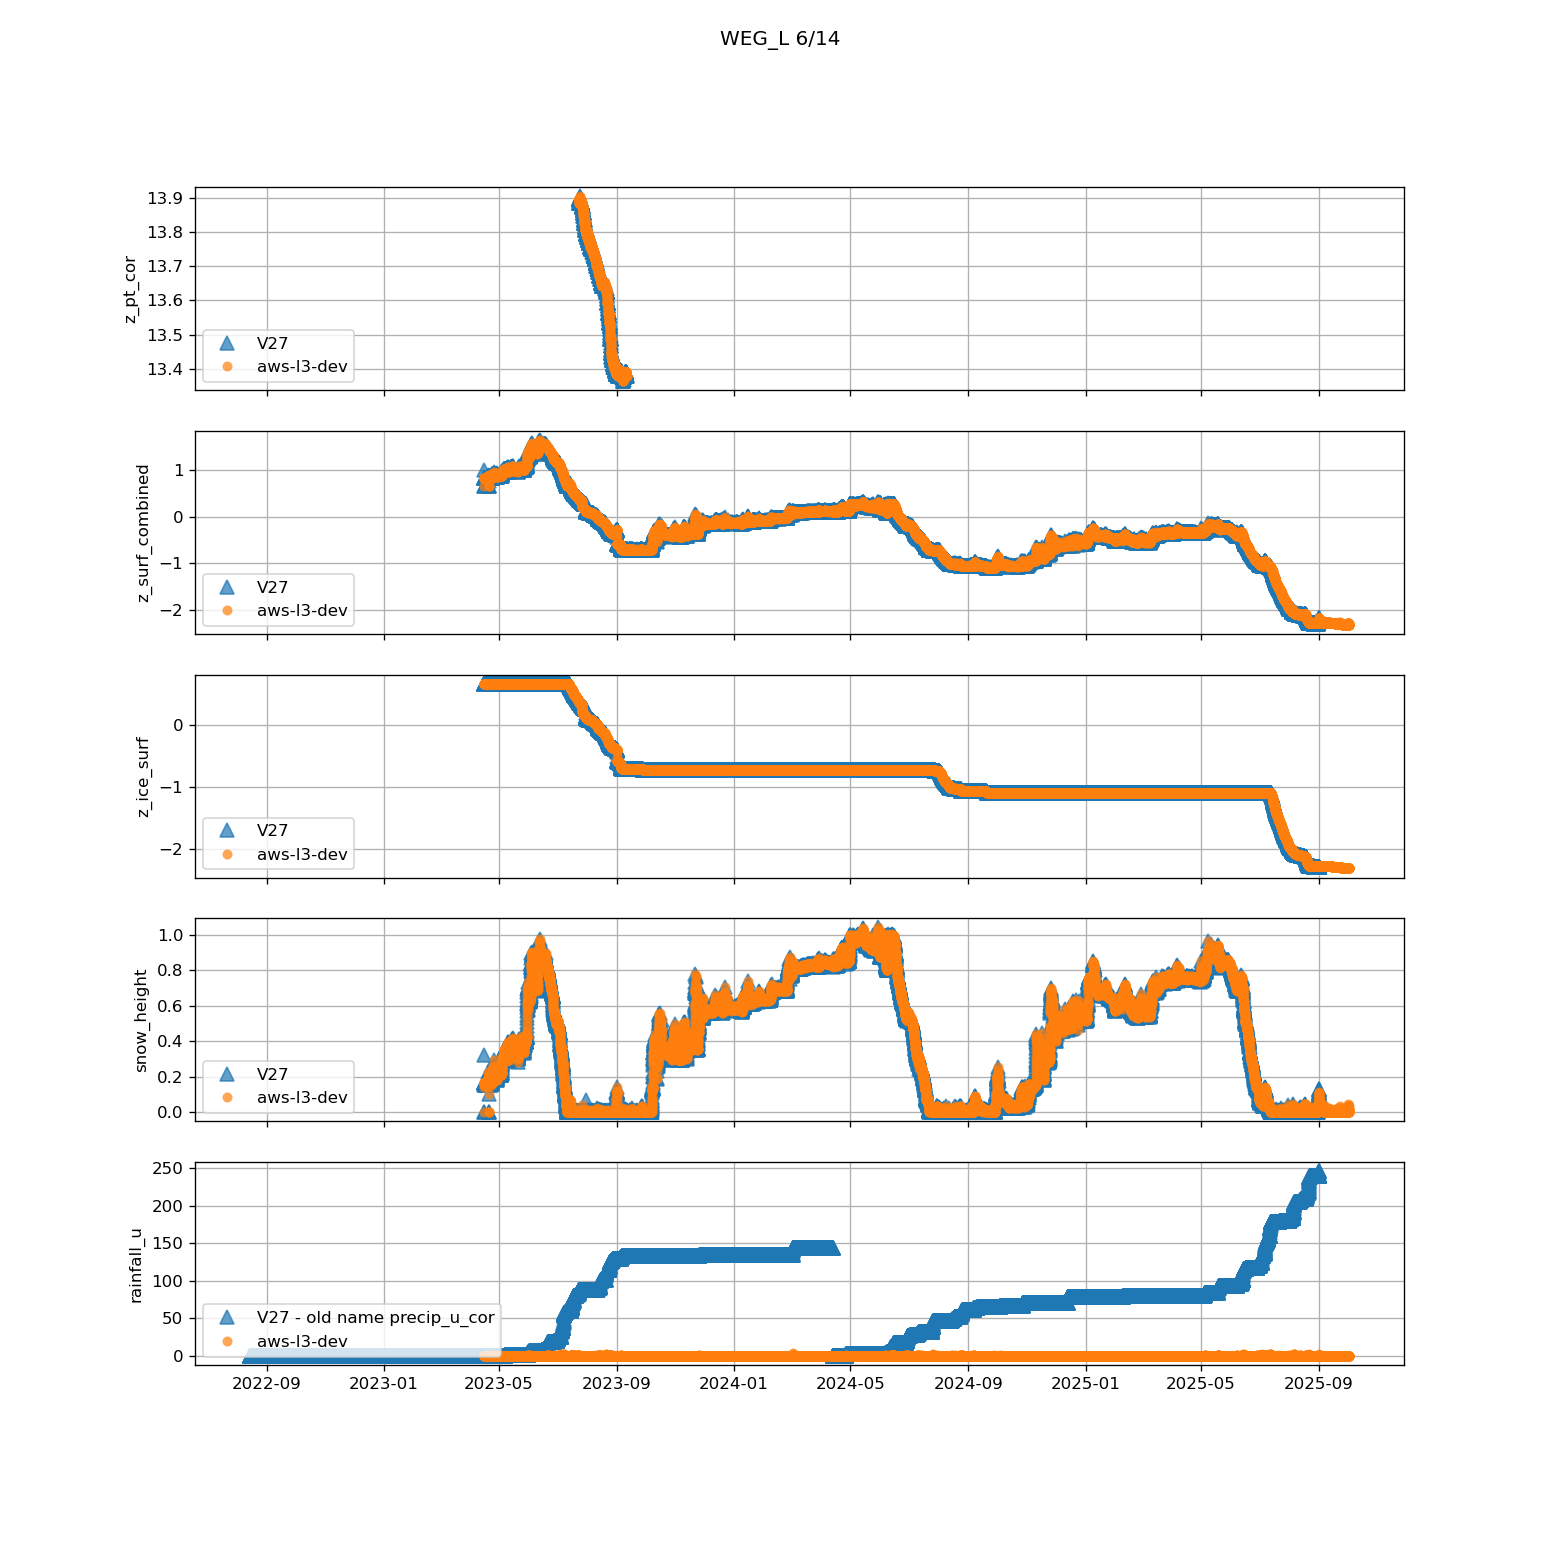 WEG_L 6/14
z_pt_cor
13.9
13.8
13.7
13.6
13.5
13.4
V27
aws-l3-dev
z_surf_combined
1
0
−1
−2
V27
aws-l3-dev
z_ice_surf
0
−1
−2
V27
aws-l3-dev
snow_height
1.0
0.8
0.6
0.4
0.2
0.0
V27
aws-l3-dev
rainfall_u
250
200
150
100
50
0
V27 - old name precip_u_cor
aws-l3-dev
2022-09 2023-01 2023-05 2023-09 2024-01 2024-05 2024-09 2025-01 2025-05 2025-09